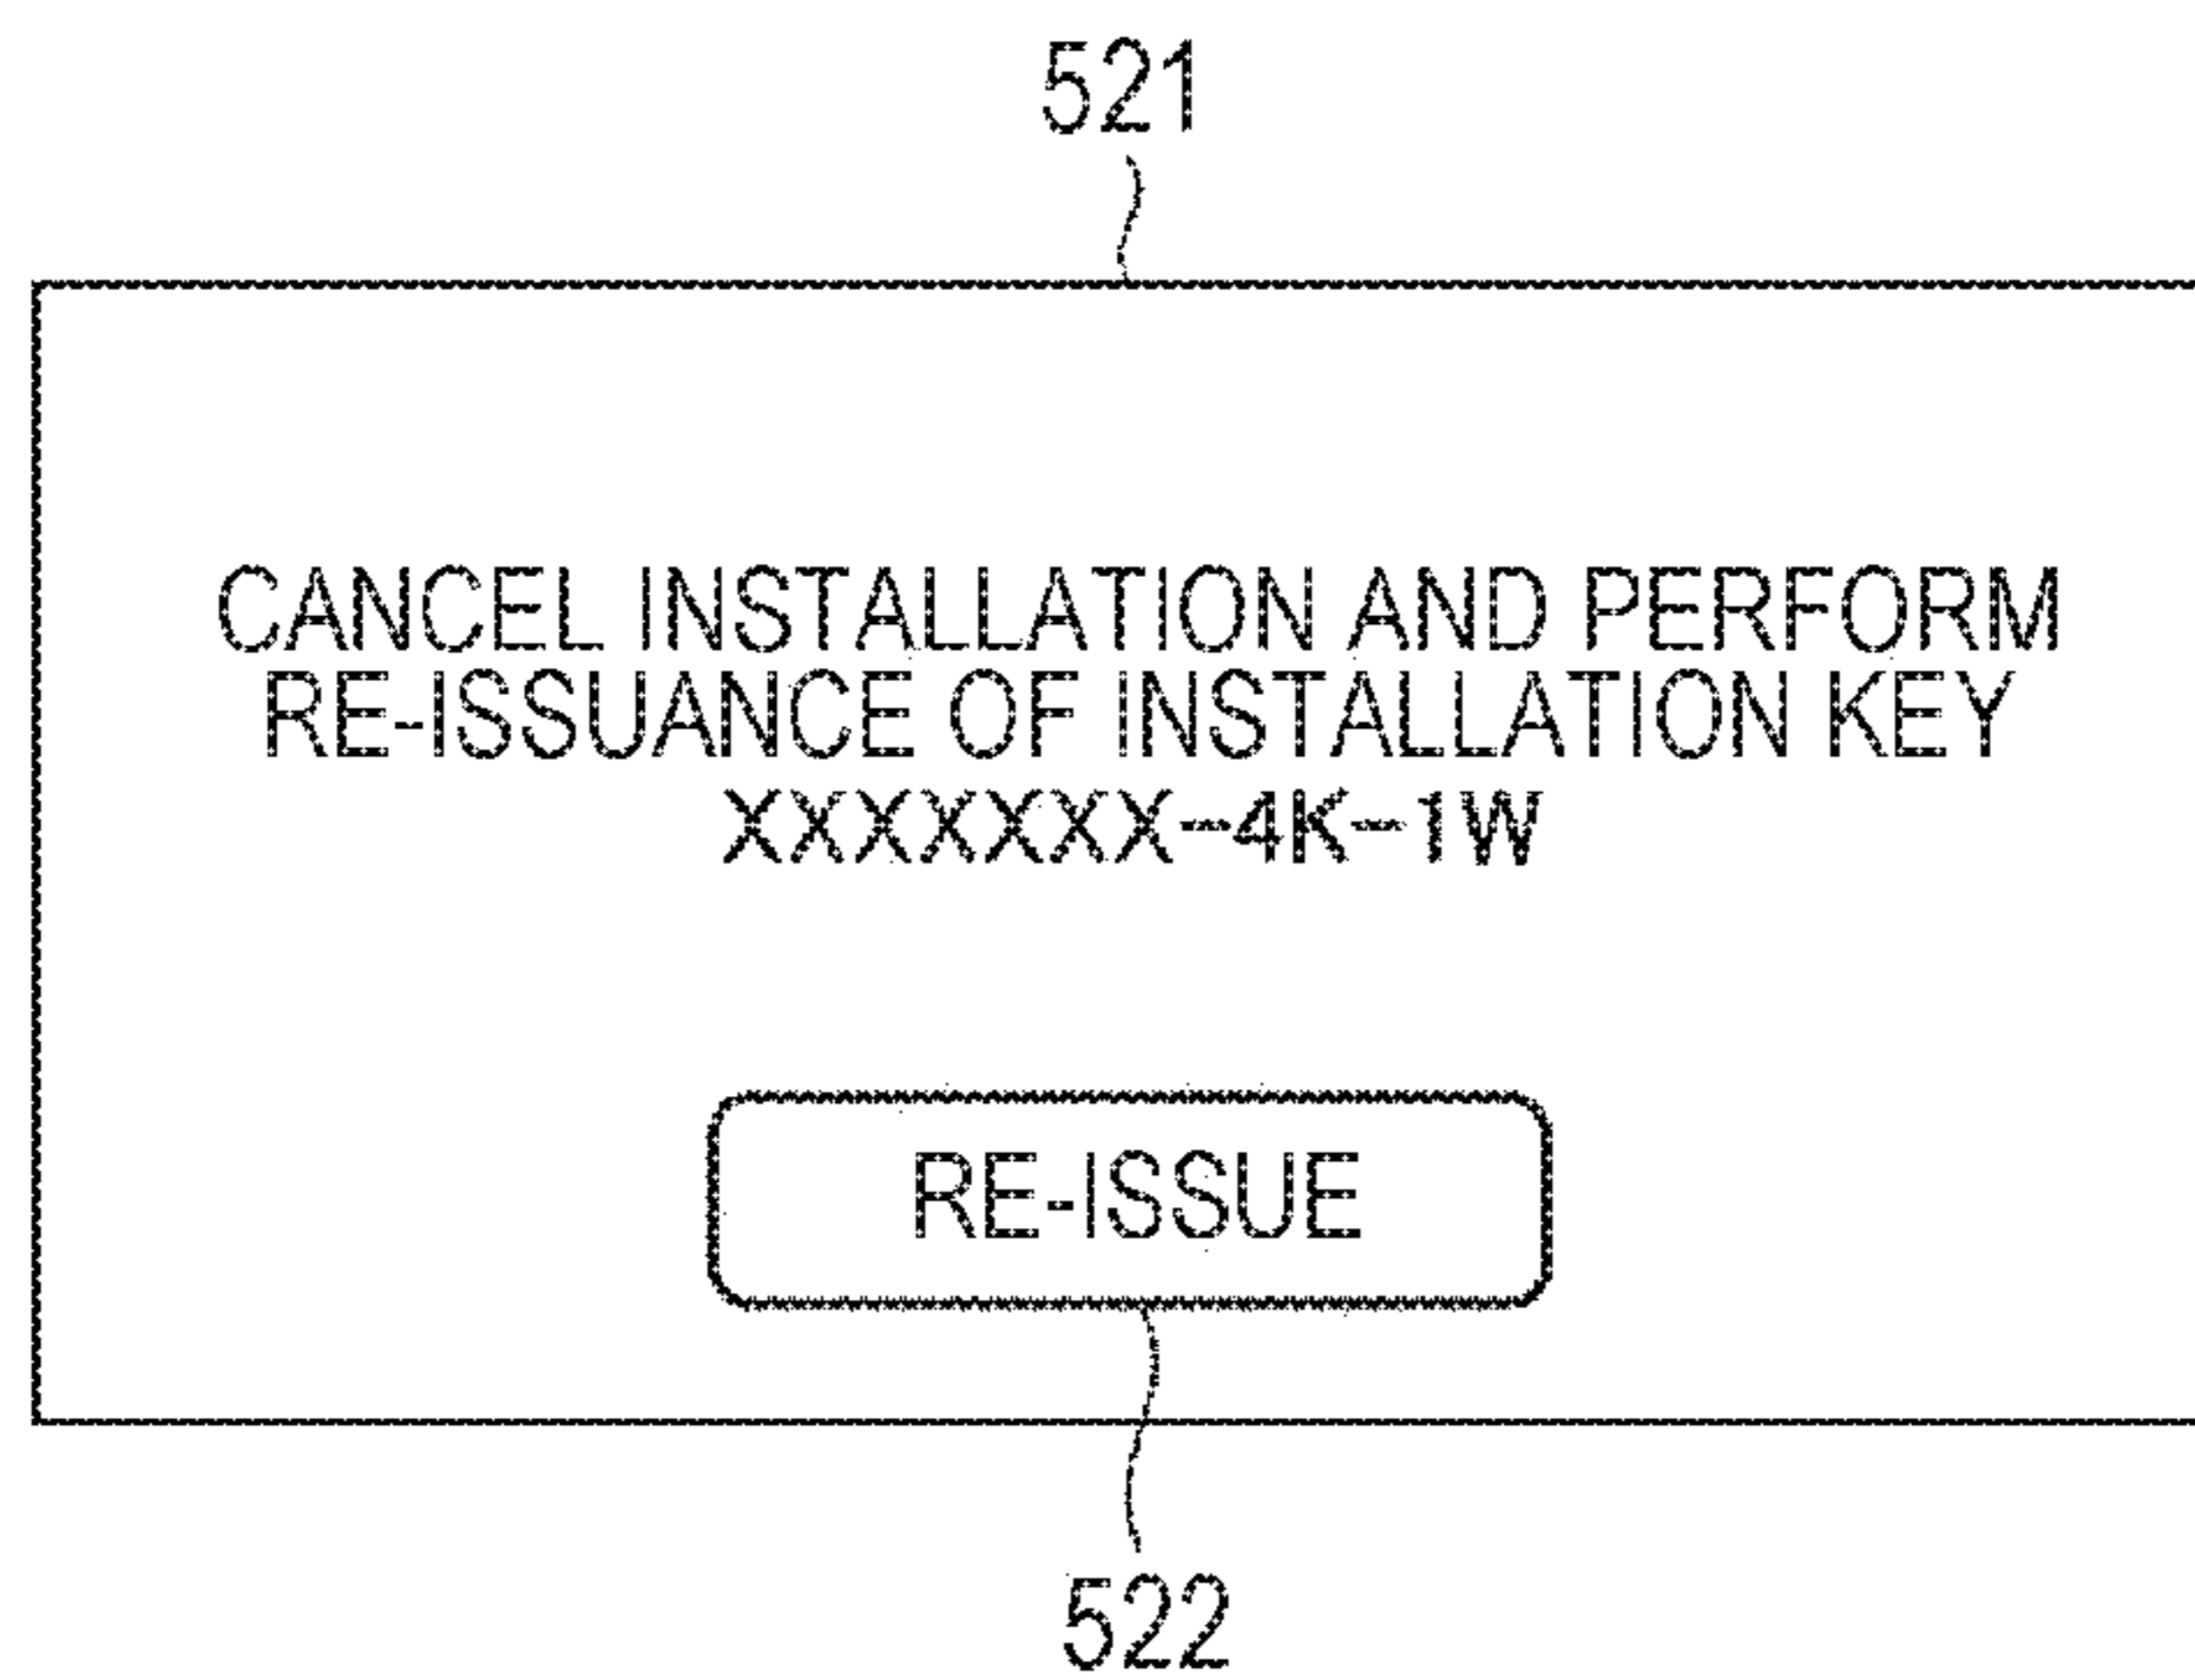 521
CANCEL INSTALLATION AND PERFORM
RE-ISSUANCE OF INSTALLATION KEY
XXXXXXX-4K-1W
RE-ISSUE
522